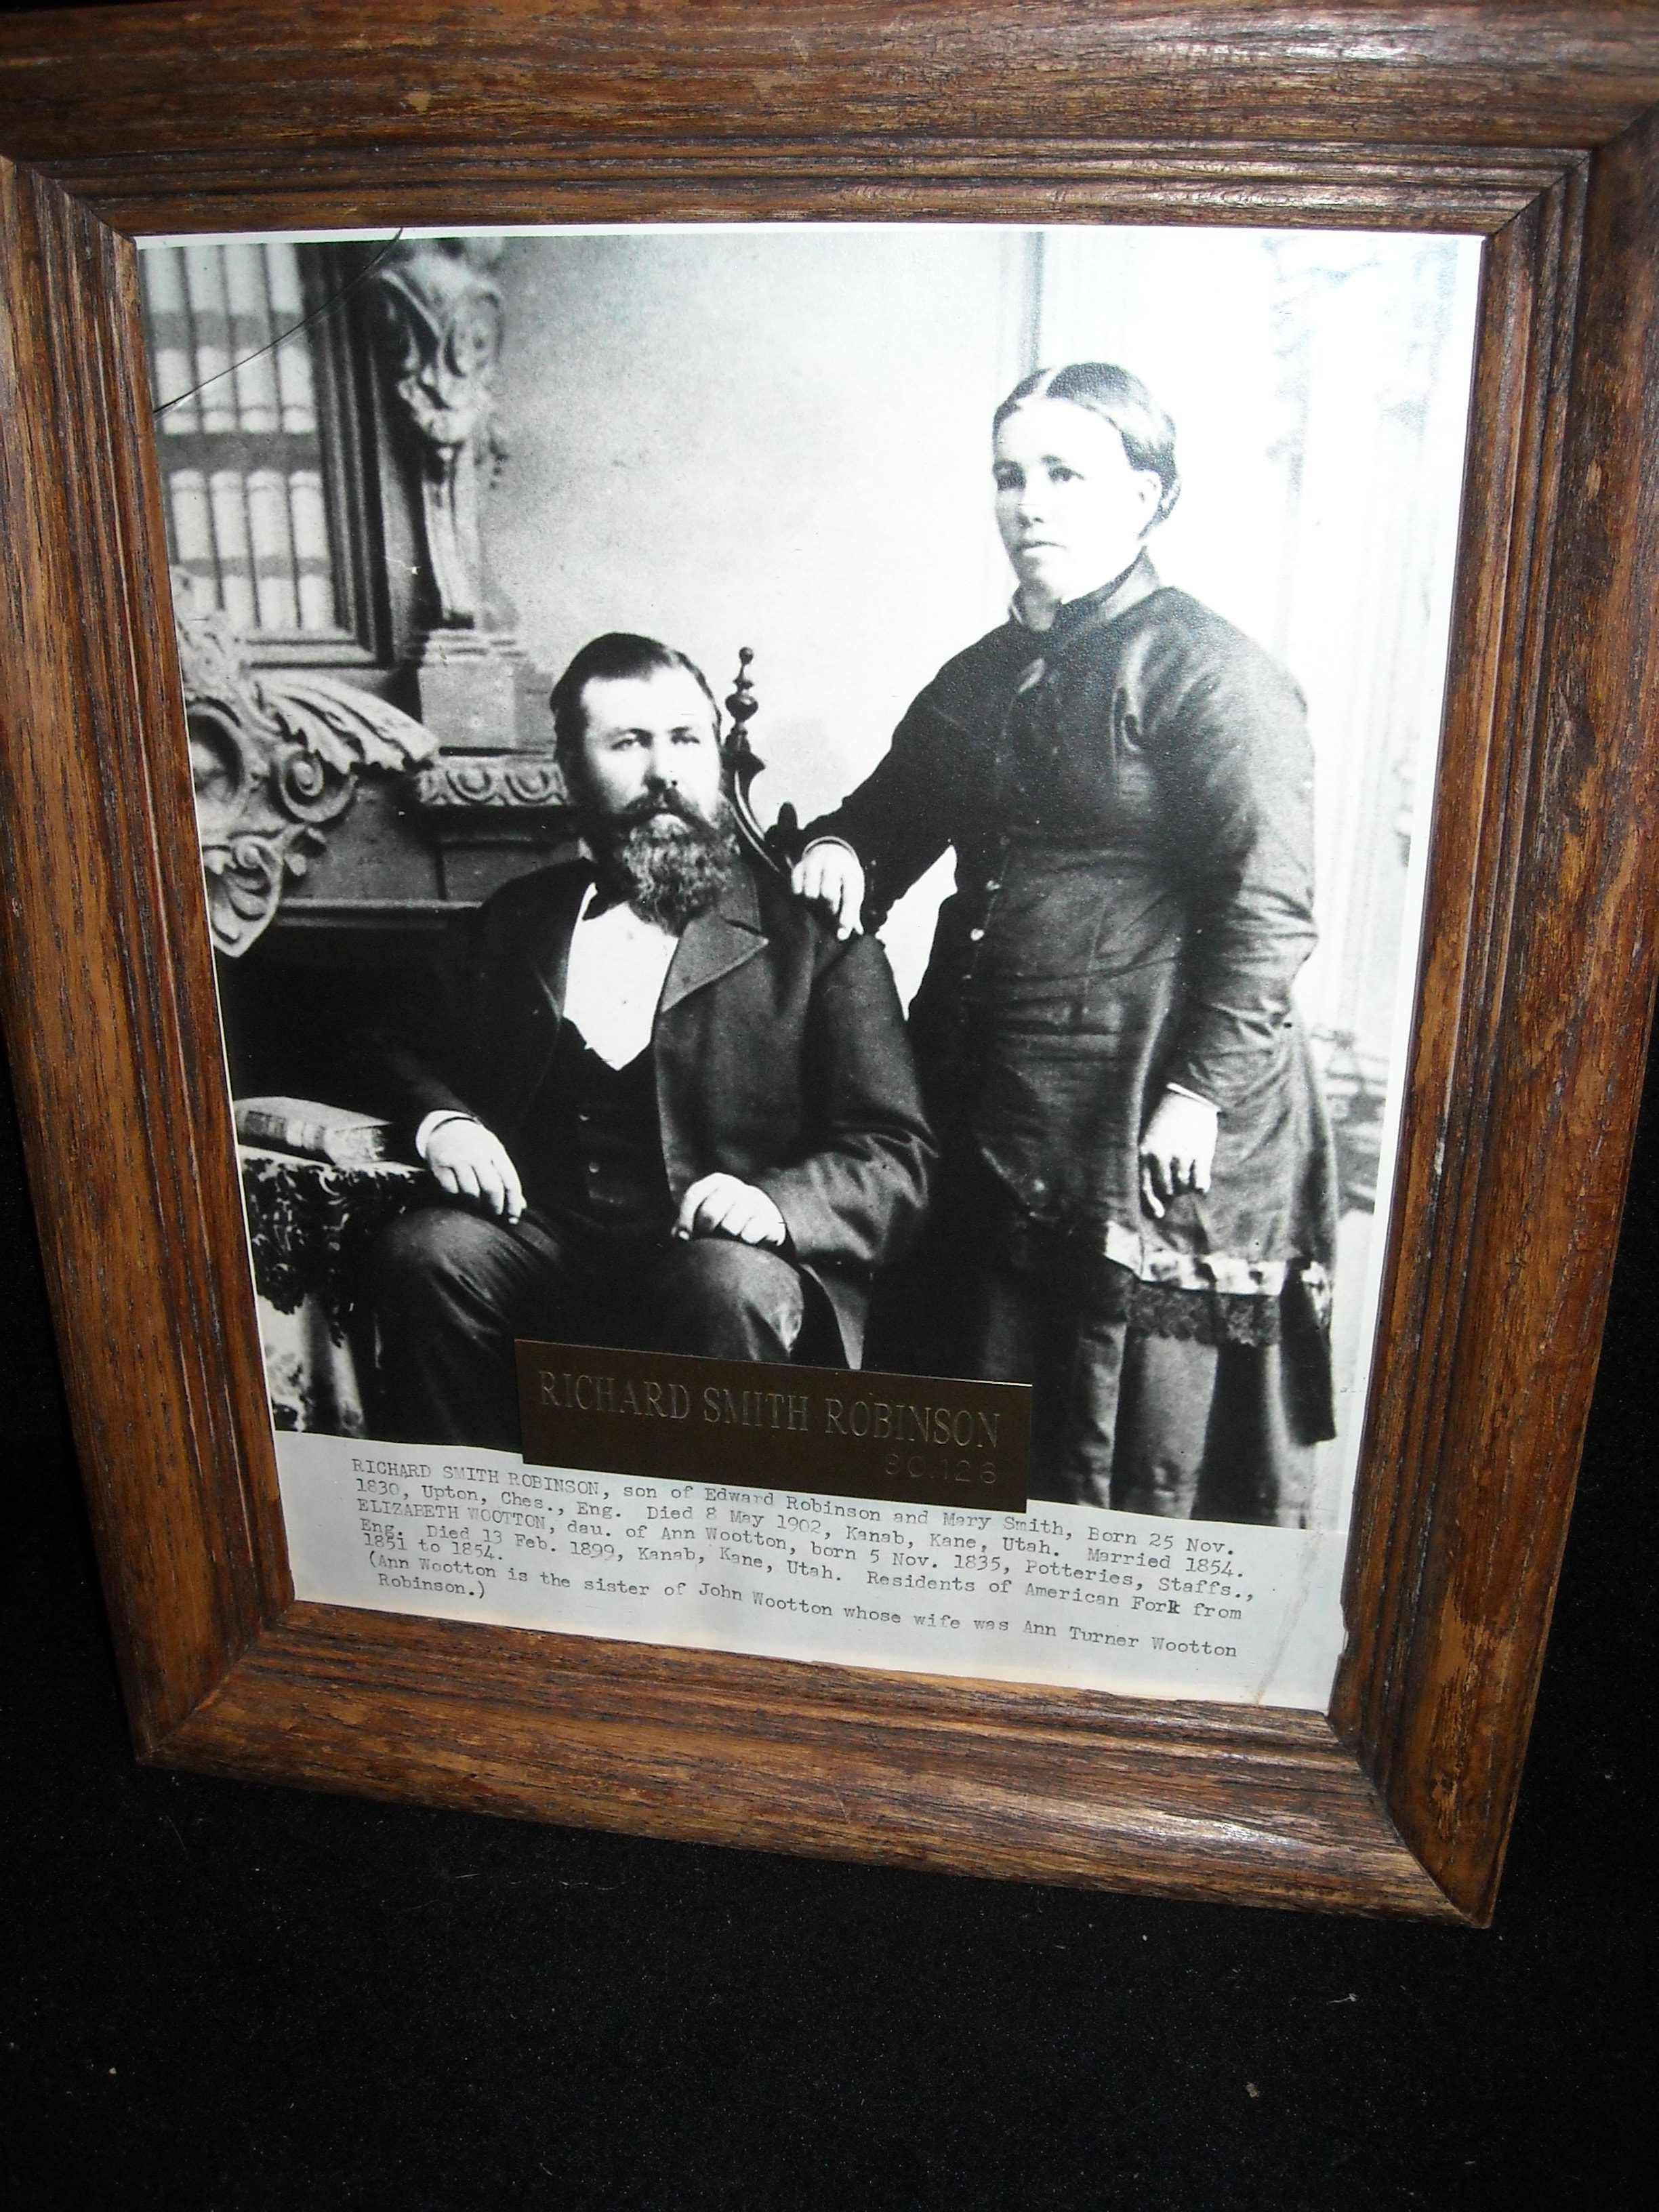 RICHARD SMITH ROBINSON
80.126
RICHARD SMITH ROBINSON, son of Edward Robinson and Mary Smith, Born 25 Nov.
1830, Upton, Ches., Eng. Died 8 May 1902, Kanab, Kane, Utah. Married 1854.
ELIZABETH WOOTTON, dau. of Ann Wootton, born 5 Nov. 1835, Potteries, Staffs.,
Eng. Died 13 Feb. 1899, Kanab, Kane, Utah. Residents of American Fork from
1851 to 1854.
(Ann Wootton is the sister of John Wootton whose wife was Ann Turner Wootton
Robinson.)